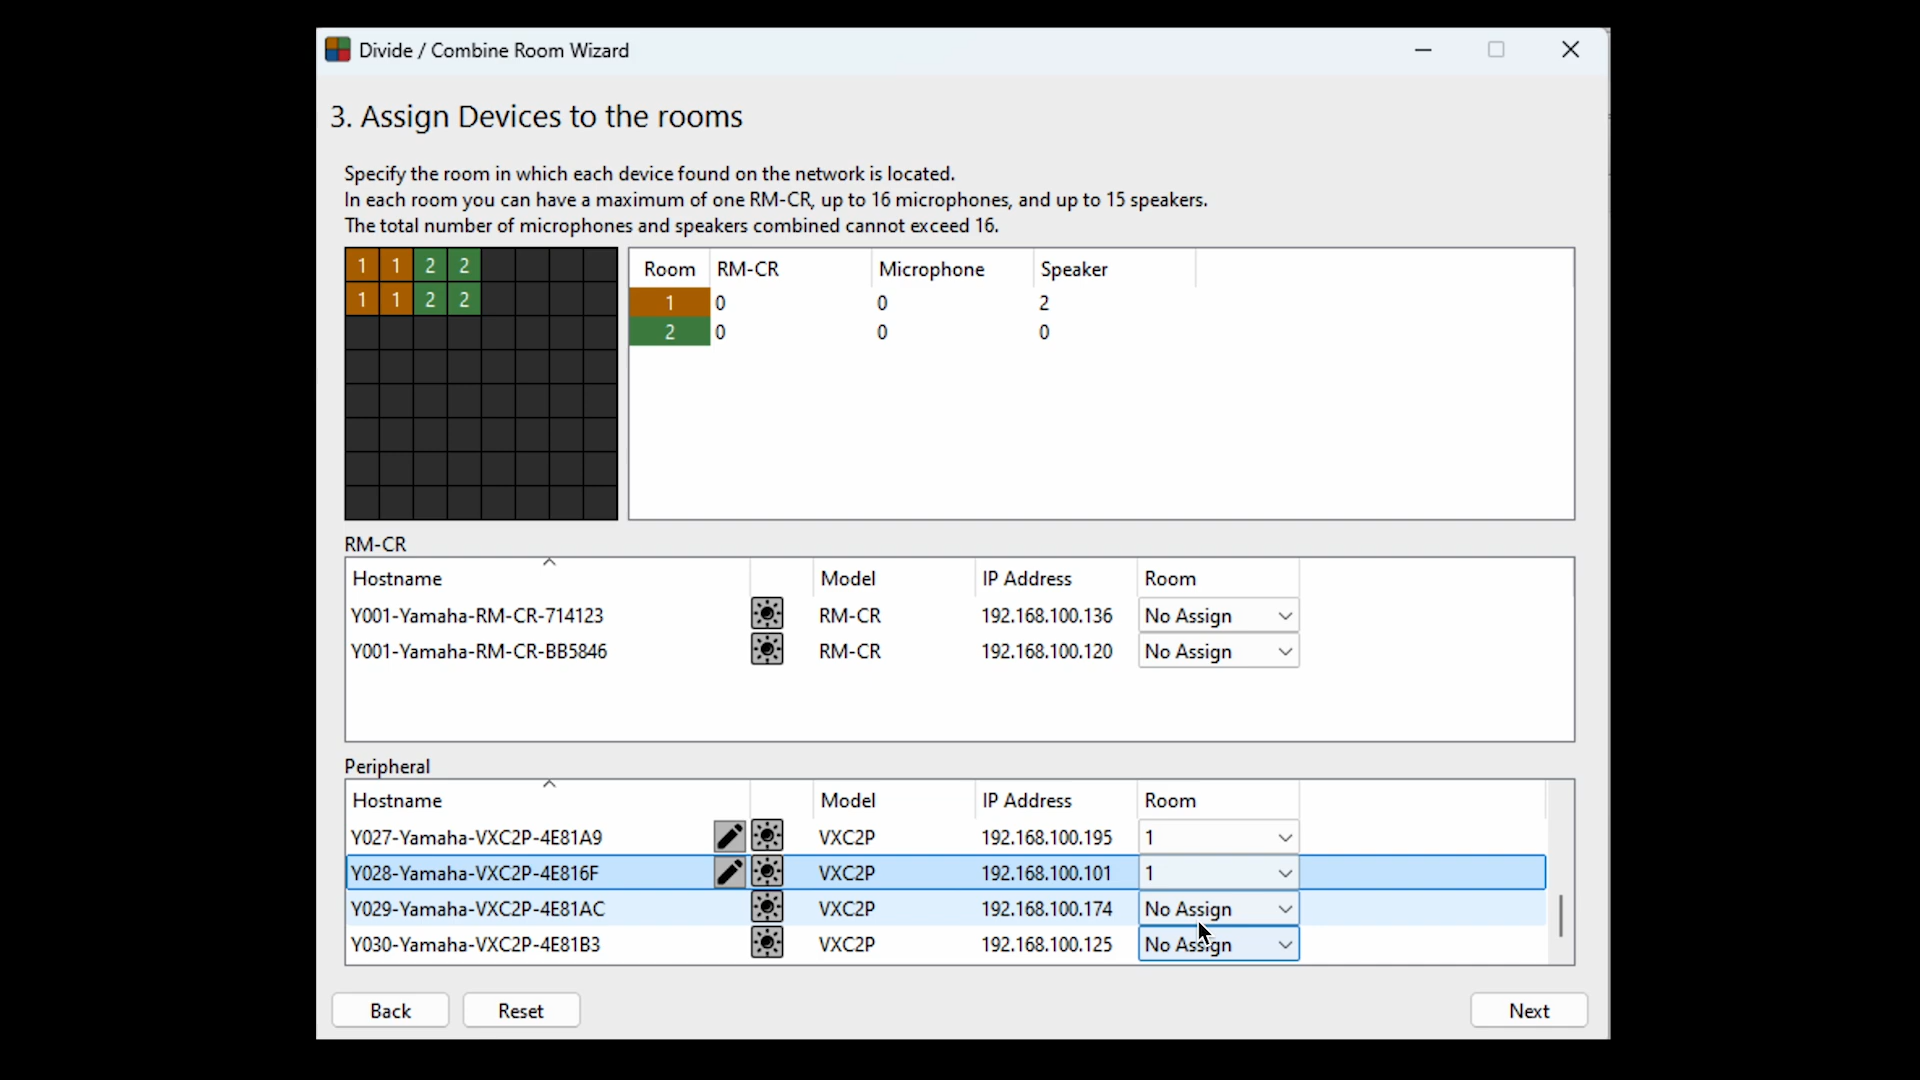 Divide / Combine Room Wizard
3. Assign Devices to the rooms
Specify the room in which each device found on the network is located.
In each room you can have a maximum of one RM-CR, up to 16 microphones, and up to 15 speakers.
The total number of microphones and speakers combined cannot exceed 16.
1 1 2 2
1 1 2 2
Room RM-CR Microphone Speaker
1 0 0 2
2 0 0 0
RM-CR
Hostname Model IP Address Room
Y001-Yamaha-RM-CR-714123 RM-CR 192.168.100.136 No Assign
Y001-Yamaha-RM-CR-BB5846 RM-CR 192.168.100.120 No Assign
Peripheral
Hostname Model IP Address Room
Y027-Yamaha-VXC2P-4E81A9 VXC2P 192.168.100.195 1
Y028-Yamaha-VXC2P-4E816F VXC2P 192.168.100.101 1
Y029-Yamaha-VXC2P-4E81AC VXC2P 192.168.100.174 No Assign
Y030-Yamaha-VXC2P-4E81B3 VXC2P 192.168.100.125 No Assign
Back Reset Next